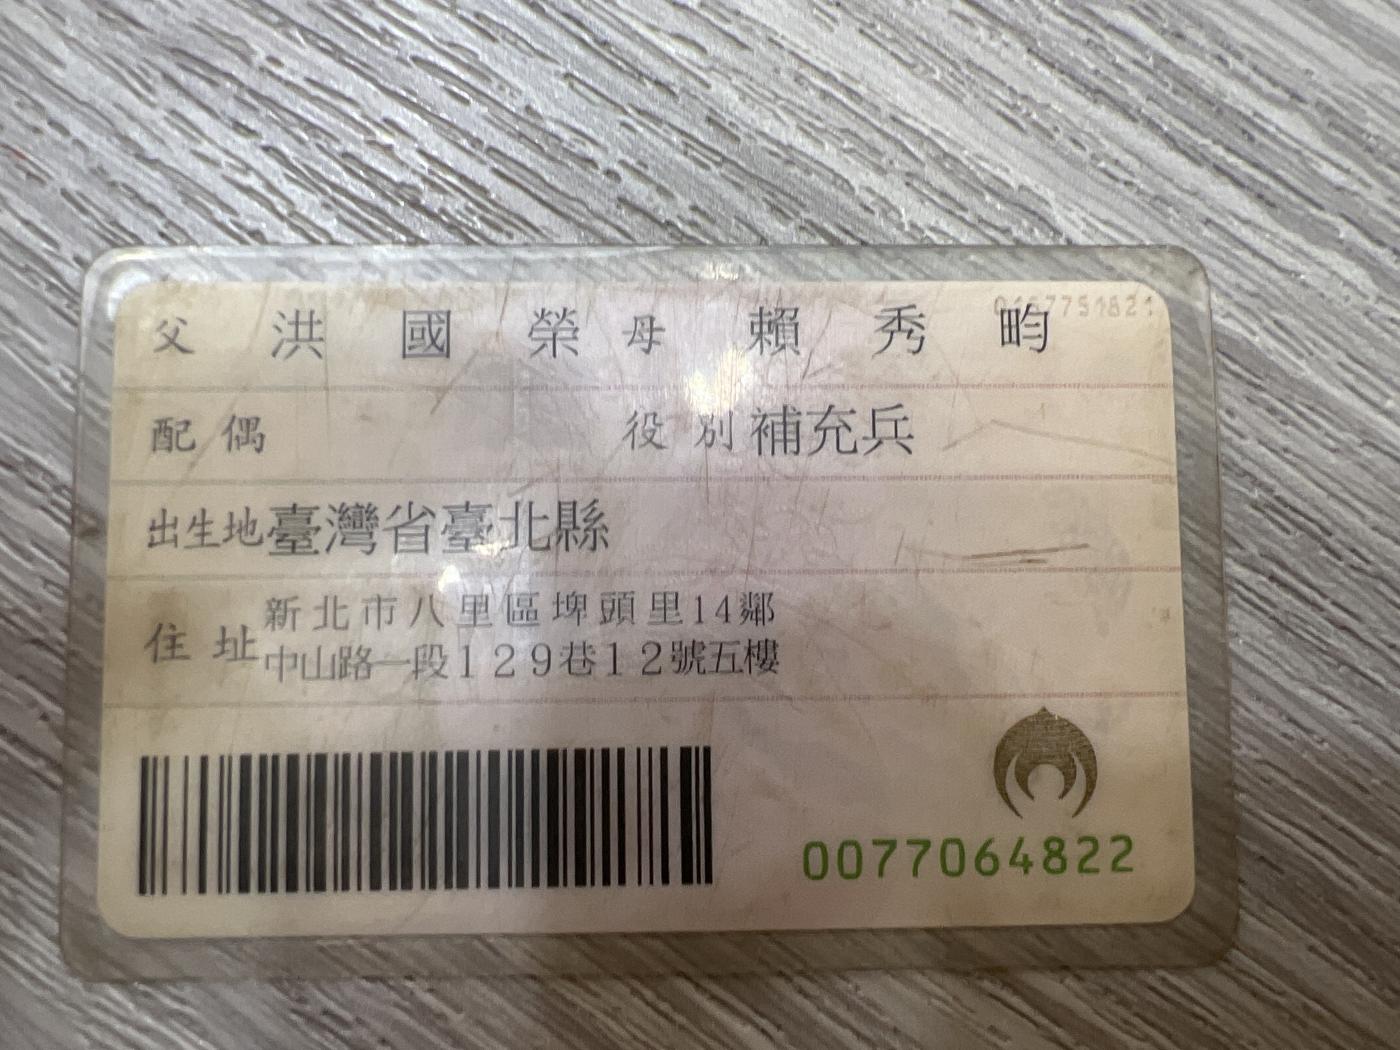 父 洪國榮 母 賴秀畇
配偶 役別 補充兵
出生地 臺灣省臺北縣
住址 新北市八里區埤頭里14鄰
中山路一段129巷12號五樓
0077064822